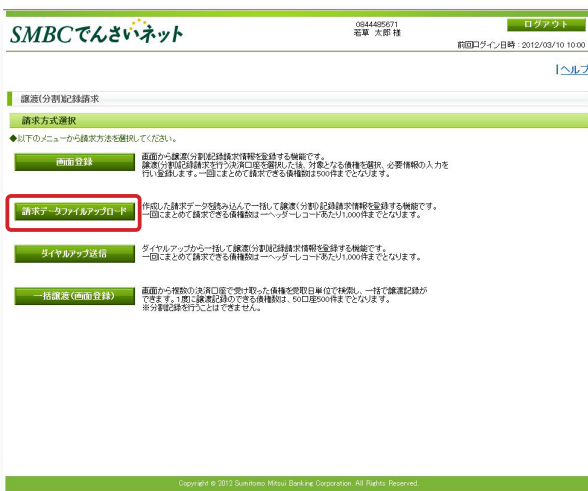 SMBCでんさいネット
0844485671
若草 太郎 様
ログアウト
前回ログイン日時：2012/03/10 10:00
|ヘルプ
譲渡(分割)記録請求
請求方式選択
◆以下のメニューから請求方法を選択してください。
画面登録
画面から譲渡(分割)記録請求情報を登録する機能です。
譲渡(分割)記録請求を行う決済口座を選択した後、対象となる債権を選択、必要情報の入力を
行い登録します。一回にまとめて請求できる債権数は500件までとなります。
請求データファイルアップロード
作成した請求データを読み込んで一括して譲渡(分割)記録請求情報を登録する機能です。
一回にまとめて請求できる債権数は一ヘッダーレコードあたり1,000件までとなります。
ダイヤルアップ送信
ダイヤルアップから一括して譲渡(分割)記録請求情報を登録する機能です。
一回にまとめて請求できる債権数は一ヘッダーレコードあたり1,000件までとなります。
一括譲渡(画面登録)
画面から複数の決済口座で受け取った債権を受取日単位で検索し、一括で譲渡記録が
できます。1度に譲渡記録のできる債権数は、50口座500件までとなります。
※分割記録を行うことはできません。
Copyright © 2012 Sumitomo Mitsui Banking Corporation. All Rights Reserved.